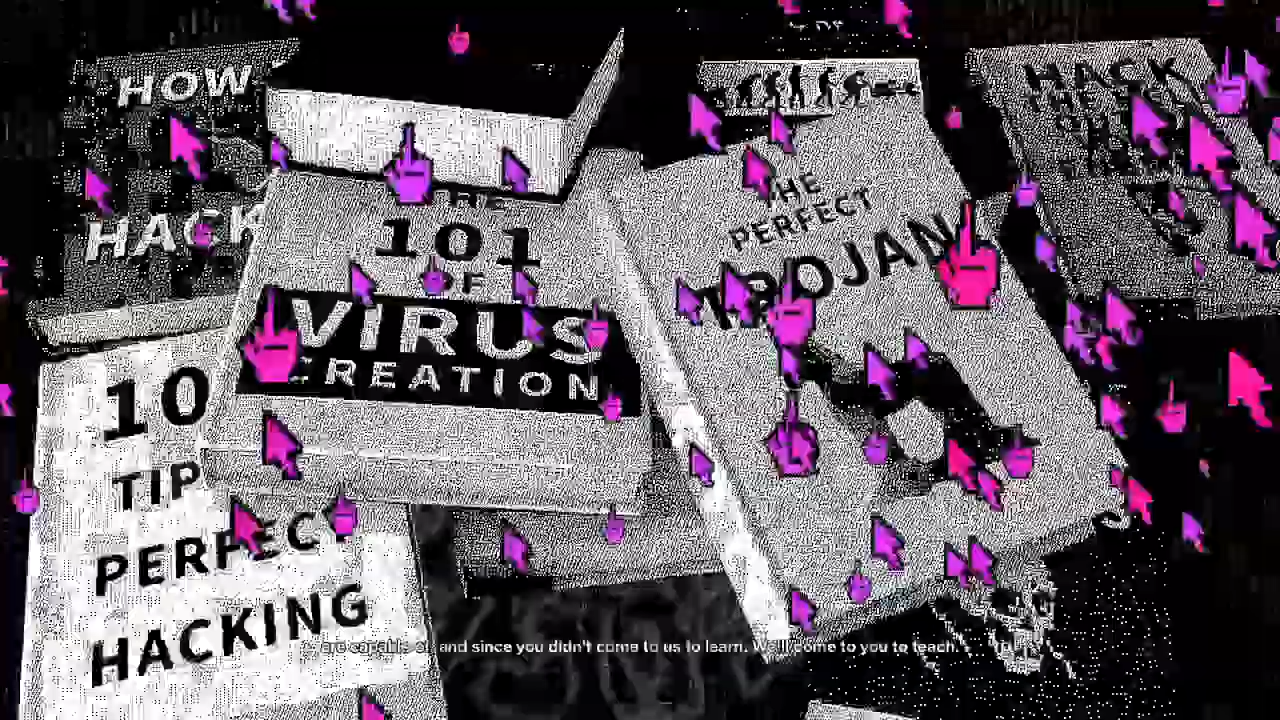 HOW
HACK
THE
101
OF
VIRUS
CREATION
THE
PERFECT
TROJAN
HACK
10
TIP
PERFEC
HACKING
are capable of, and since you didn't come to us to learn. We'll come to you to teach.